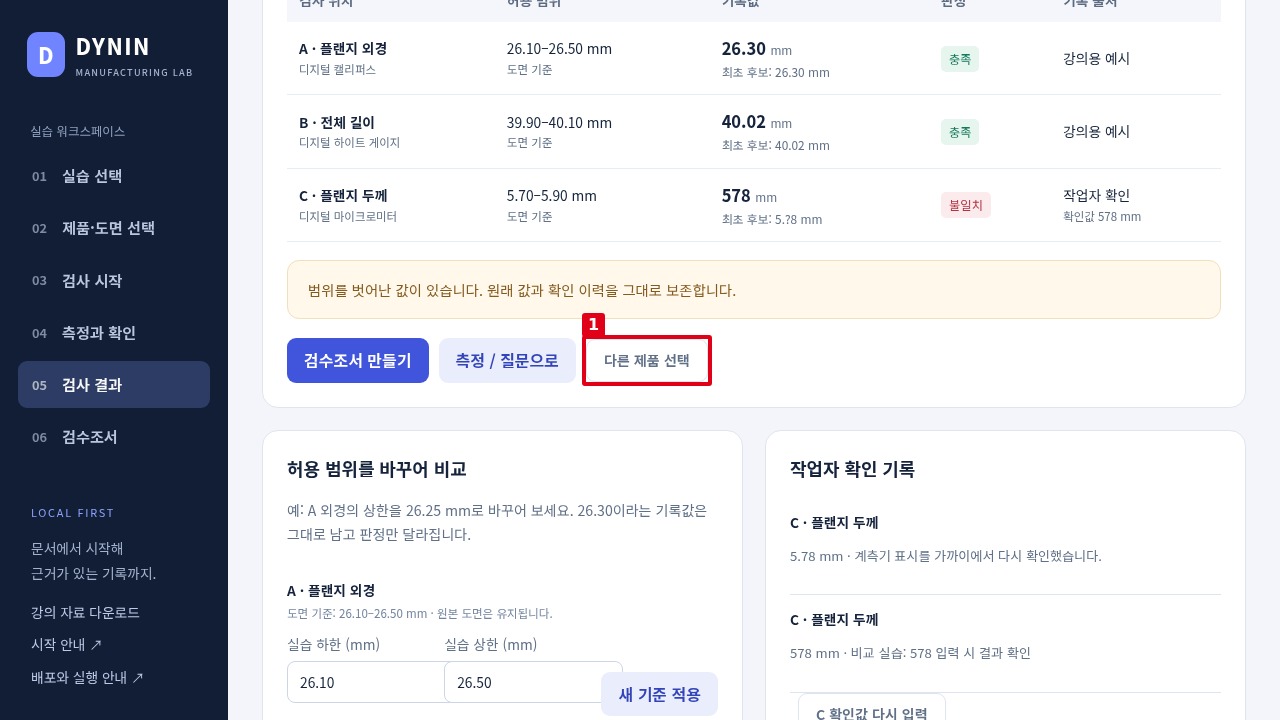 D
DYNIN
MANUFACTURING LAB
실습 워크스페이스
01 실습 선택
02 제품·도면 선택
03 검사 시작
04 측정과 확인
05 검사 결과
06 검수조서
LOCAL FIRST
문서에서 시작해
근거가 있는 기록까지.
강의 자료 다운로드
시작 안내 ↗
배포와 실행 안내 ↗
검사 위치 허용 범위 기록값 판정 기록 출처
A · 플랜지 외경 26.10–26.50 mm 26.30 mm 충족 강의용 예시
디지털 캘리퍼스 도면 기준 최초 후보: 26.30 mm
B · 전체 길이 39.90–40.10 mm 40.02 mm 충족 강의용 예시
디지털 하이트 게이지 도면 기준 최초 후보: 40.02 mm
C · 플랜지 두께 5.70–5.90 mm 578 mm 불일치 작업자 확인
디지털 마이크로미터 도면 기준 최초 후보: 5.?8 mm 확인값 578 mm
범위를 벗어난 값이 있습니다. 원래 값과 확인 이력을 그대로 보존합니다.
1
검수조서 만들기 측정 / 질문으로 다른 제품 선택
허용 범위를 바꾸어 비교
예: A 외경의 상한을 26.25 mm로 바꾸어 보세요. 26.30이라는 기록값은
그대로 남고 판정만 달라집니다.
A · 플랜지 외경
도면 기준: 26.10–26.50 mm · 원본 도면은 유지됩니다.
실습 하한 (mm) 실습 상한 (mm)
26.10 26.50
새 기준 적용
작업자 확인 기록
C · 플랜지 두께
5.78 mm · 계측기 표시를 가까이에서 다시 확인했습니다.
C · 플랜지 두께
578 mm · 비교 실습: 578 입력 시 결과 확인
C 확인값 다시 입력